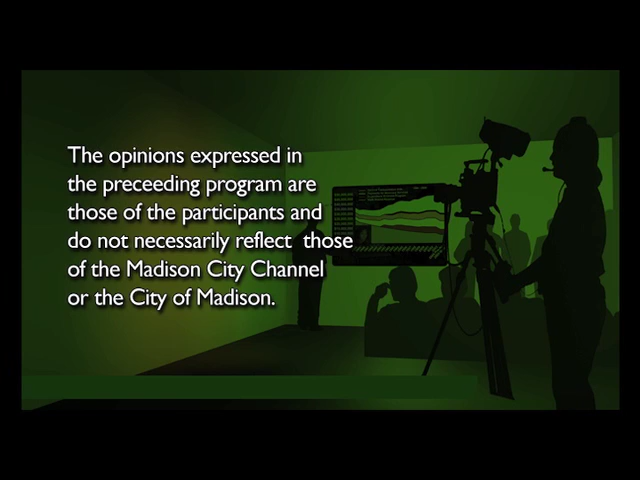 The opinions expressed in
the preceeding program are
those of the participants and
do not necessarily reflect  those
of the Madison City Channel
or the City of Madison.